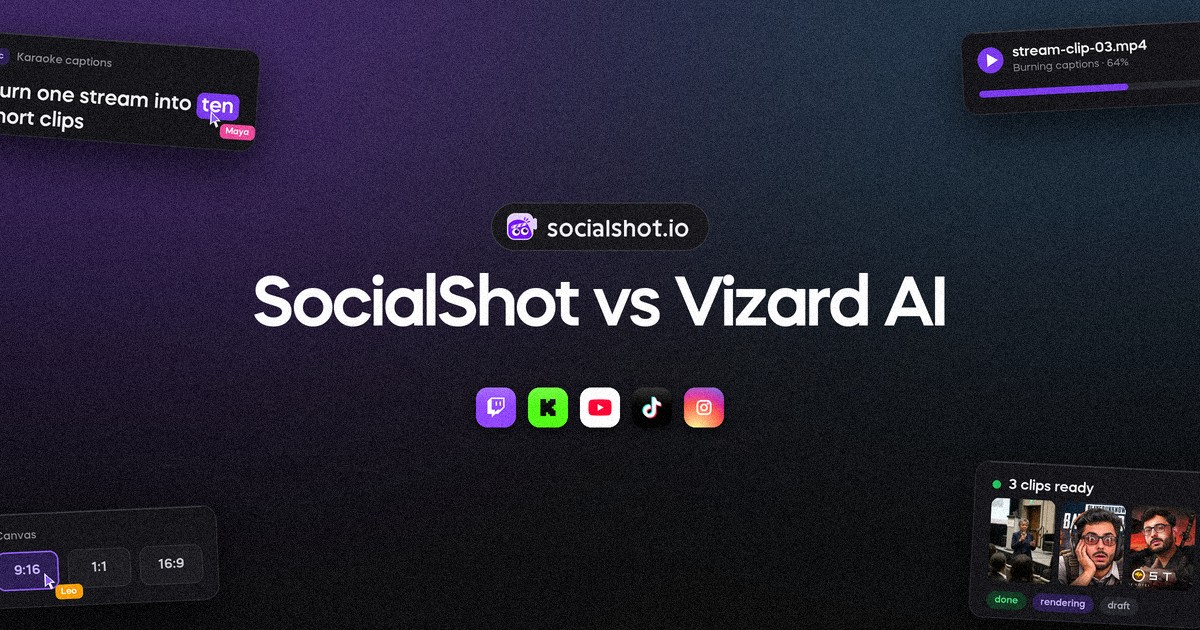 Karaoke captions
urn one stream into ten
hort clips
Maya
stream-clip-03.mp4
Burning captions · 64%
socialshot.io
SocialShot vs Vizard AI
Canvas
9:16
1:1
16:9
Leo
3 clips ready
done
rendering
draft